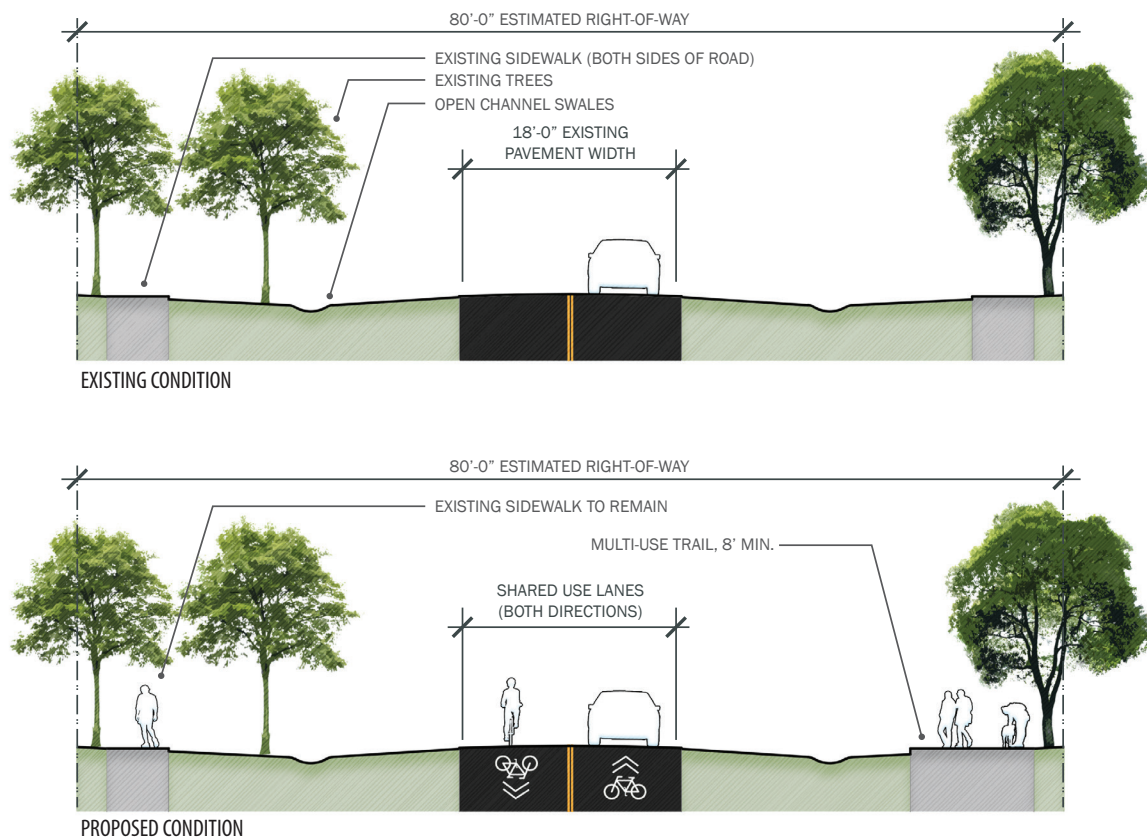 80'-0" ESTIMATED RIGHT-OF-WAY
EXISTING SIDEWALK (BOTH SIDES OF ROAD)
EXISTING TREES
OPEN CHANNEL SWALES
18'-0" EXISTING
PAVEMENT WIDTH
EXISTING CONDITION
80'-0" ESTIMATED RIGHT-OF-WAY
EXISTING SIDEWALK TO REMAIN
MULTI-USE TRAIL, 8' MIN.
SHARED USE LANES
(BOTH DIRECTIONS)
PROPOSED CONDITION